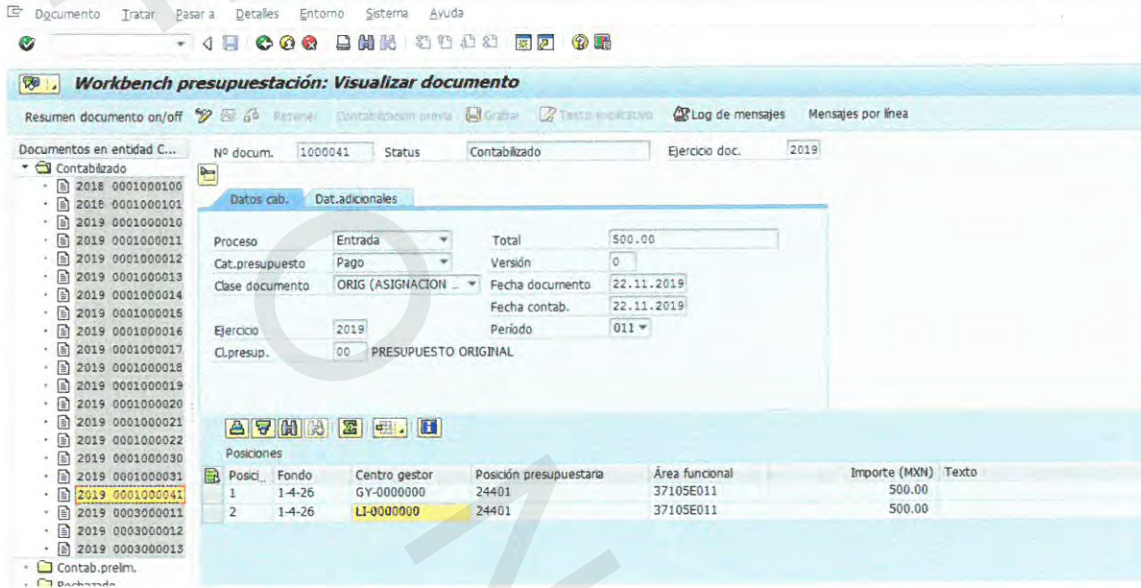 Documento Tratar Pasar a Detalles Entorno Sistema Ayuda
Workbench presupuestación: Visualizar documento
Resumen documento on/off Retener Contabilización previa Grabar Texto explicativo Log de mensajes Mensajes por línea
Documentos en entidad C...
Nº docum. 1000041 Status Contabilizado Ejercicio doc. 2019
Contabilizado
2018 0001000100
2018 0001000101
2019 0001000010
2019 0001000011
2019 0001000012
2019 0001000013
2019 0001000014
2019 0001000015
2019 0001000016
2019 0001000017
2019 0001000018
2019 0001000019
2019 0001000020
2019 0001000021
2019 0001000022
2019 0001000030
2019 0001000031
2019 0001000041
2019 0003000011
2019 0003000012
2019 0003000013
Contab.prelim.
Rechazado
Datos cab. Dat.adicionales
Proceso Entrada Total 500.00
Cat.presupuesto Pago Versión 0
Clase documento ORIG (ASIGNACION ... Fecha documento 22.11.2019
Fecha contab. 22.11.2019
Ejercicio 2019 Período 011
Cl.presup. 00 PRESUPUESTO ORIGINAL
Posiciones
Posici... Fondo Centro gestor Posición presupuestaria Área funcional Importe (MXN) Texto
1 1-4-26 GY-0000000 24401 37105E011 500.00
2 1-4-26 LI-0000000 24401 37105E011 500.00